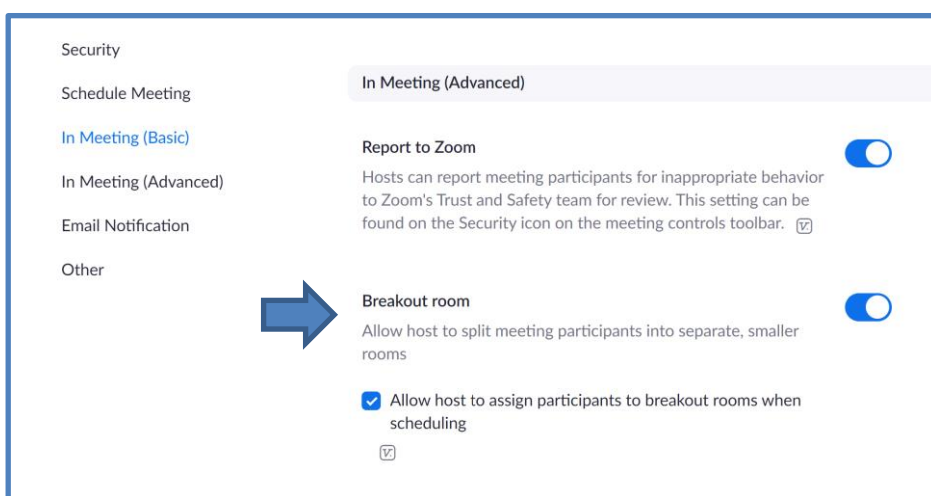 Security
Schedule Meeting
In Meeting (Basic)
In Meeting (Advanced)
Email Notification
Other
In Meeting (Advanced)
Report to Zoom
Hosts can report meeting participants for inappropriate behavior
to Zoom's Trust and Safety team for review. This setting can be
found on the Security icon on the meeting controls toolbar.
Breakout room
Allow host to split meeting participants into separate, smaller
rooms
Allow host to assign participants to breakout rooms when
scheduling